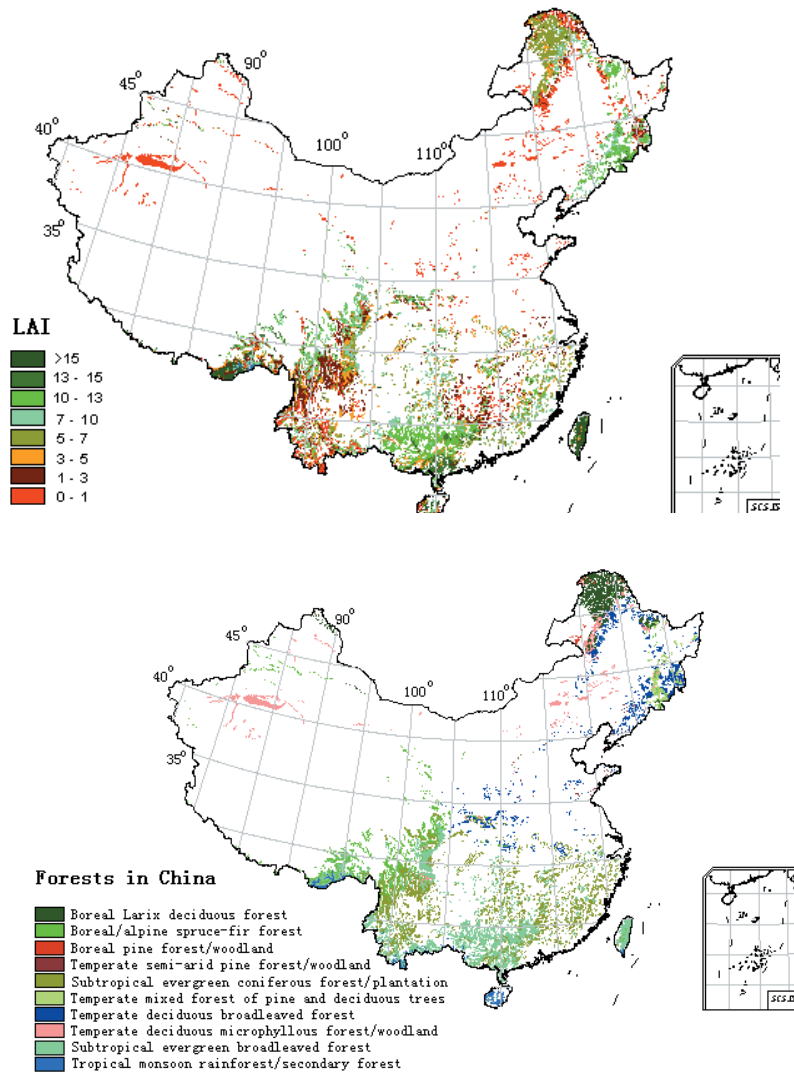 90°
45°
40°
100°
110°
35°
LAI
>15
13 - 15
10 - 13
7 - 10
5 - 7
3 - 5
1 - 3
0 - 1
90°
45°
40°
100°
110°
35°
Forests in China
Boreal Larix deciduous forest
Boreal/alpine spruce-fir forest
Boreal pine forest/woodland
Temperate semi-arid pine forest/woodland
Subtropical evergreen coniferous forest/plantation
Temperate mixed forest of pine and deciduous trees
Temperate deciduous broadleaved forest
Temperate deciduous microphyllous forest/woodland
Subtropical evergreen broadleaved forest
Tropical monsoon rainforest/secondary forest